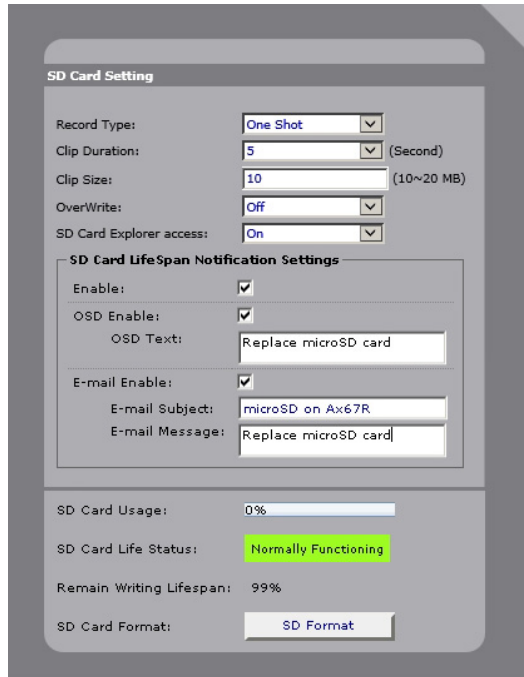 SD Card Setting
Record Type: One Shot
Clip Duration: 5 (Second)
Clip Size: 10 (10~20 MB)
OverWrite: Off
SD Card Explorer access: On
SD Card LifeSpan Notification Settings
Enable:
OSD Enable:
OSD Text: Replace microSD card
E-mail Enable:
E-mail Subject: microSD on Ax67R
E-mail Message: Replace microSD card
SD Card Usage: 0%
SD Card Life Status: Normally Functioning
Remain Writing Lifespan: 99%
SD Card Format: SD Format